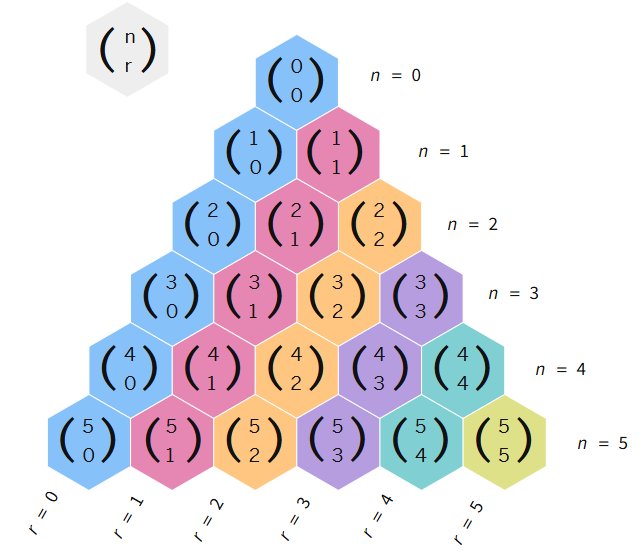 (n r)
(0 0) n = 0
(1 0) (1 1) n = 1
(2 0) (2 1) (2 2) n = 2
(3 0) (3 1) (3 2) (3 3) n = 3
(4 0) (4 1) (4 2) (4 3) (4 4) n = 4
(5 0) (5 1) (5 2) (5 3) (5 4) (5 5) n = 5
r = 0 r = 1 r = 2 r = 3 r = 4 r = 5